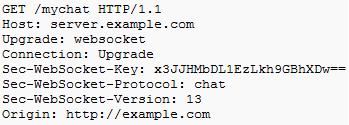 GET /mychat HTTP/1.1
Host: server.example.com
Upgrade: websocket
Connection: Upgrade
Sec-WebSocket-Key: x3JJHMbDL1EzLkh9GBhXDw==
Sec-WebSocket-Protocol: chat
Sec-WebSocket-Version: 13
Origin: http://example.com